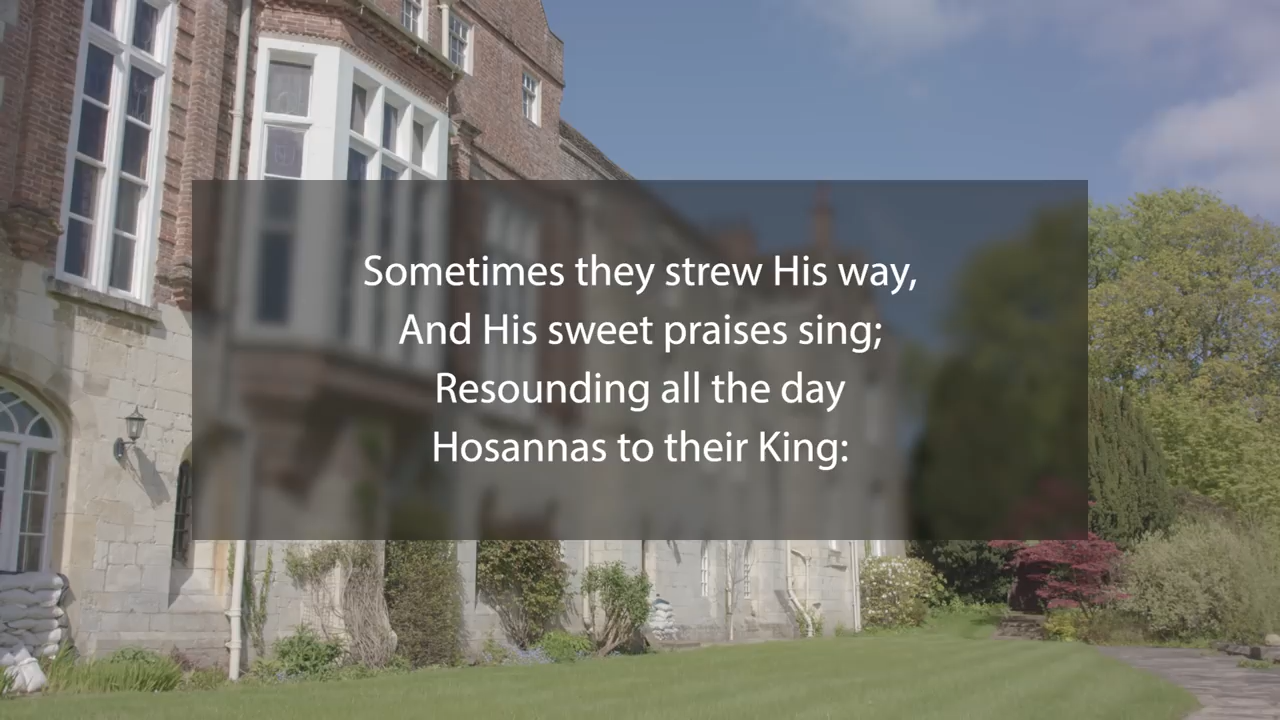 Sometimes they strew His way,
And His sweet praises sing;
Resounding all the day
Hosannas to their King: